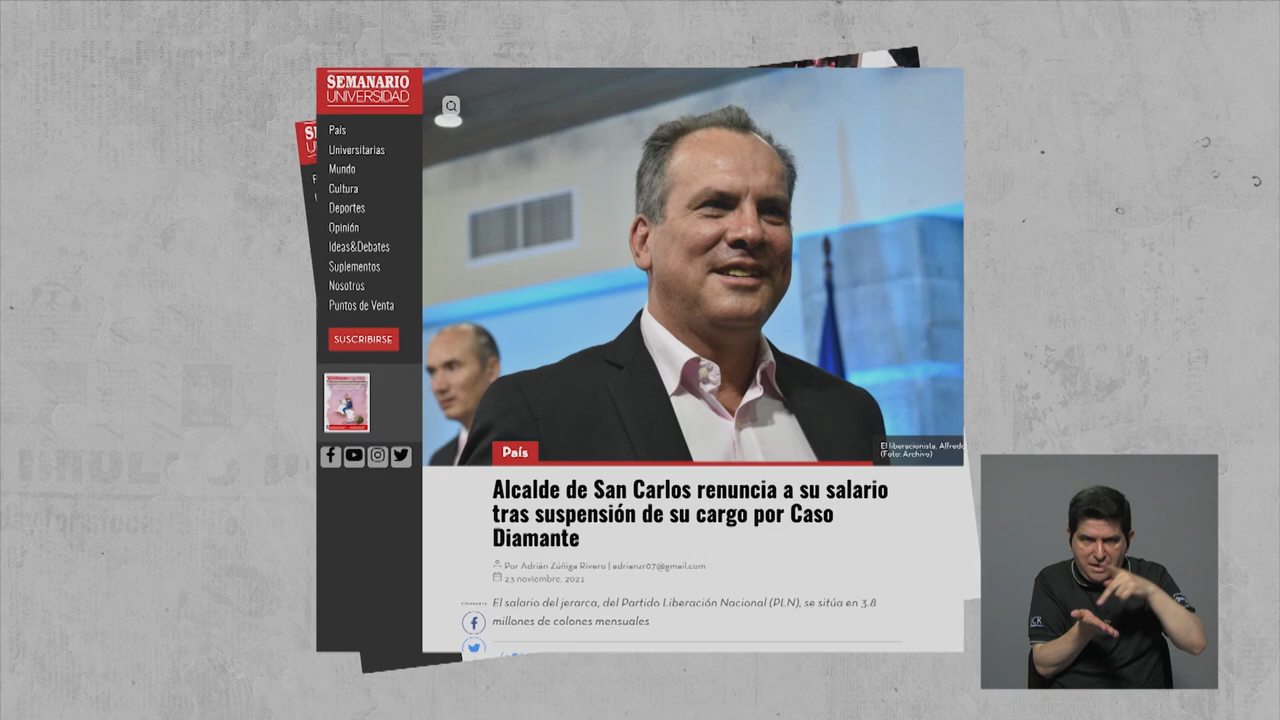 SEMANARIO
UNIVERSIDAD
País
Universitarias
Mundo
Cultura
Deportes
Opinión
Ideas&Debates
Suplementos
Nosotros
Puntos de Venta
SUSCRIBIRSE
El liberacionista, Alfredo
(Foto: Archivo)
País
Alcalde de San Carlos renuncia a su salario
tras suspensión de su cargo por Caso
Diamante
Por Adrián Zúñiga Rivero | adrianzr07@gmail.com
23 noviembre, 2021
El salario del jerarca, del Partido Liberación Nacional (PLN), se sitúa en 3.8
millones de colones mensuales